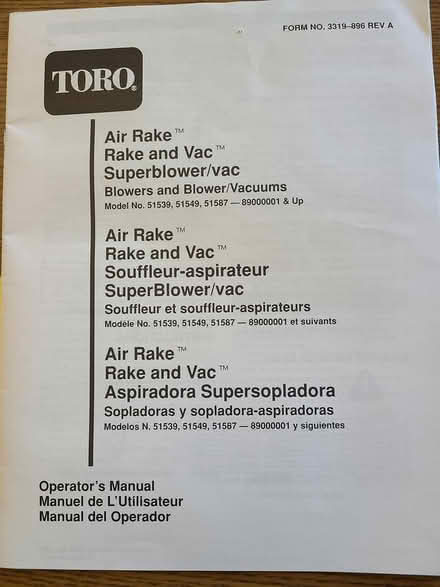 FORM NO. 3319–896 REV A
TORO®
Air Rake™
Rake and Vac™
Superblower/vac
Blowers and Blower/Vacuums
Model No. 51539, 51549, 51587 — 89000001 & Up
Air Rake™
Rake and Vac™
Souffleur-aspirateur
SuperBlower/vac
Souffleur et souffleur-aspirateurs
Modèle No. 51539, 51549, 51587 — 89000001 et suivants
Air Rake™
Rake and Vac™
Aspiradora Supersopladora
Sopladoras y sopladora-aspiradoras
Modelos N. 51539, 51549, 51587 — 89000001 y siguientes
Operator's Manual
Manuel de L'Utilisateur
Manual del Operador